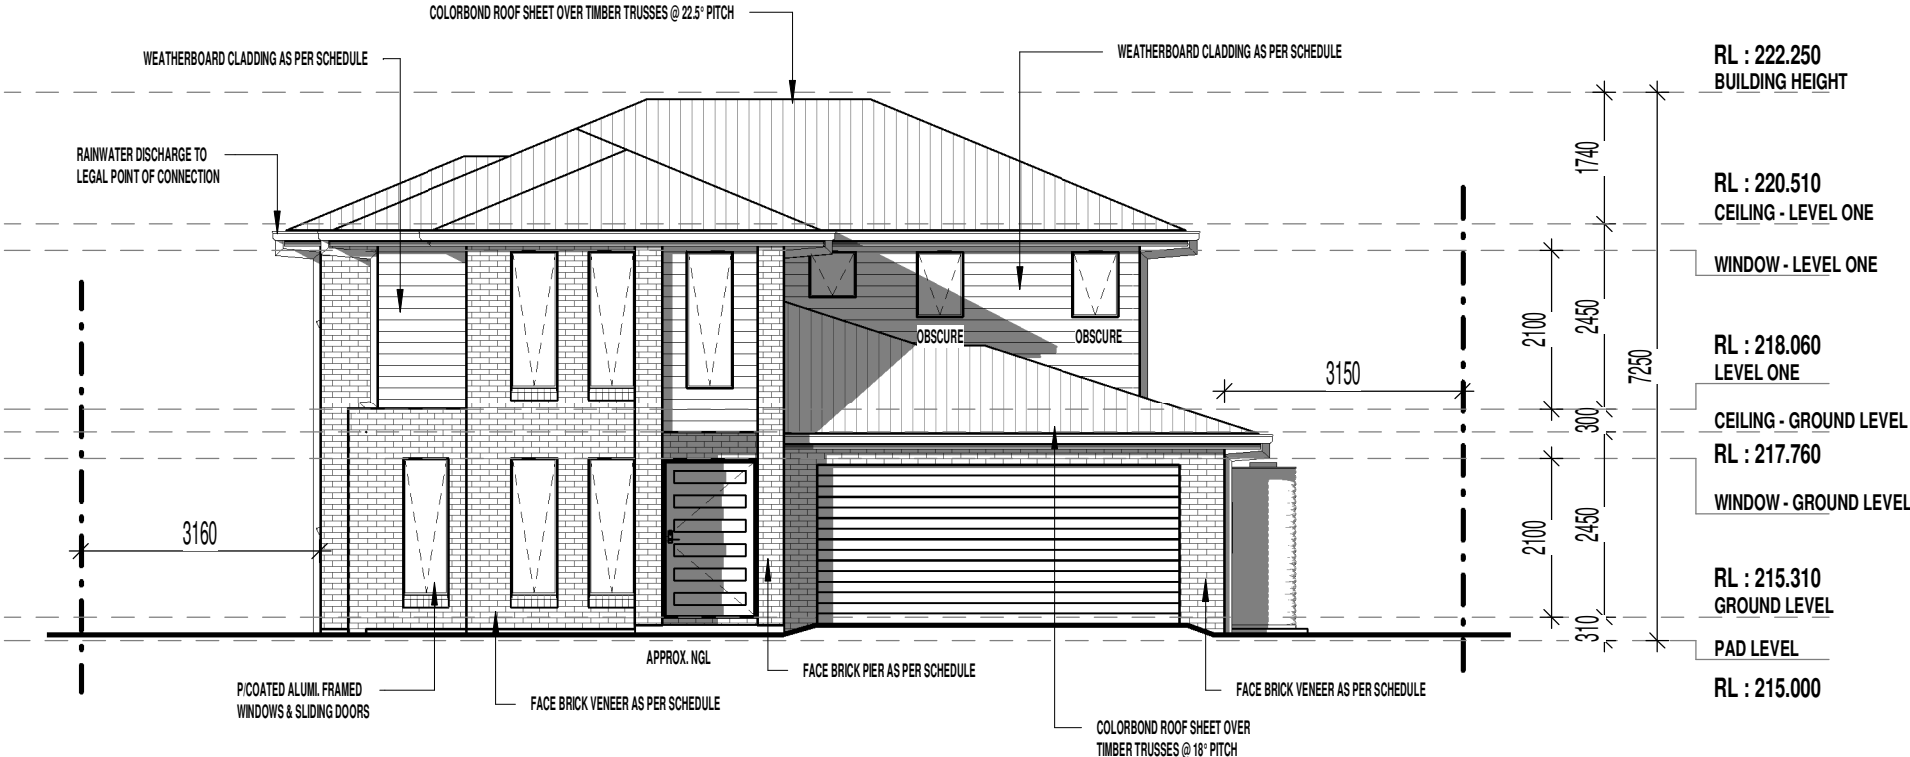 COLORBOND ROOF SHEET OVER TIMBER TRUSSES @ 22.5° PITCH
WEATHERBOARD CLADDING AS PER SCHEDULE
WEATHERBOARD CLADDING AS PER SCHEDULE
RL : 222.250
BUILDING HEIGHT
RAINWATER DISCHARGE TO
LEGAL POINT OF CONNECTION
1740
RL : 220.510
CEILING - LEVEL ONE
WINDOW - LEVEL ONE
OBSCURE
OBSCURE
2100
2450
7250
RL : 218.060
LEVEL ONE
3150
300
CEILING - GROUND LEVEL
RL : 217.760
WINDOW - GROUND LEVEL
3160
2100
2450
RL : 215.310
GROUND LEVEL
310
PAD LEVEL
RL : 215.000
APPROX. NGL
FACE BRICK PIER AS PER SCHEDULE
P/COATED ALUMI. FRAMED
WINDOWS & SLIDING DOORS
FACE BRICK VENEER AS PER SCHEDULE
FACE BRICK VENEER AS PER SCHEDULE
COLORBOND ROOF SHEET OVER
TIMBER TRUSSES @ 18° PITCH